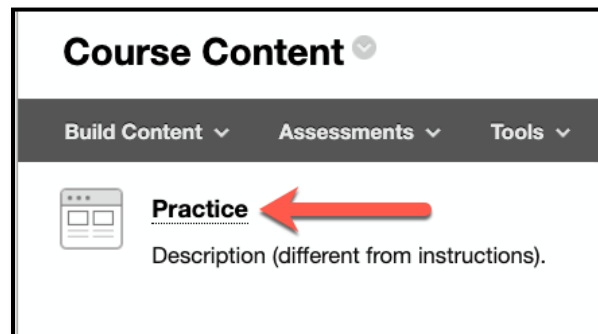 Course Content
Build Content Assessments Tools
Practice
Description (different from instructions).